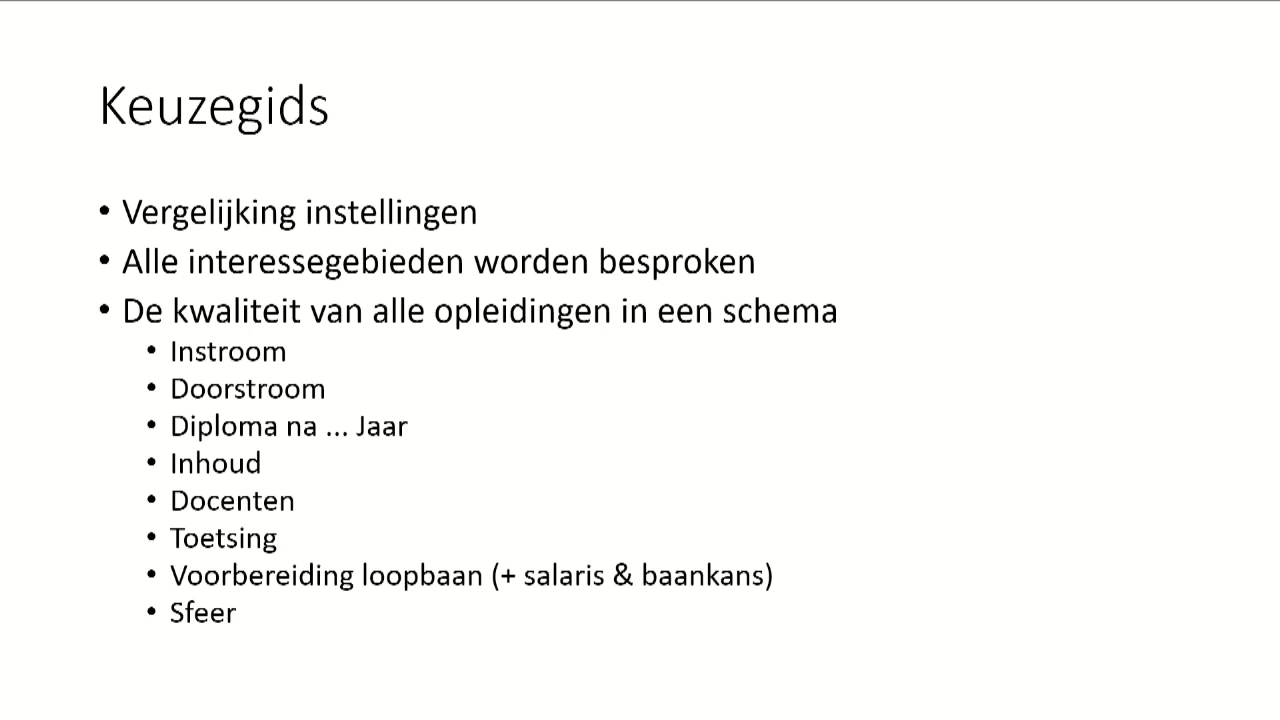 Keuzegids
• Vergelijking instellingen
• Alle interessegebieden worden besproken
• De kwaliteit van alle opleidingen in een schema
• Instroom
• Doorstroom
• Diploma na ... Jaar
• Inhoud
• Docenten
• Toetsing
• Voorbereiding loopbaan (+ salaris & baankans)
• Sfeer